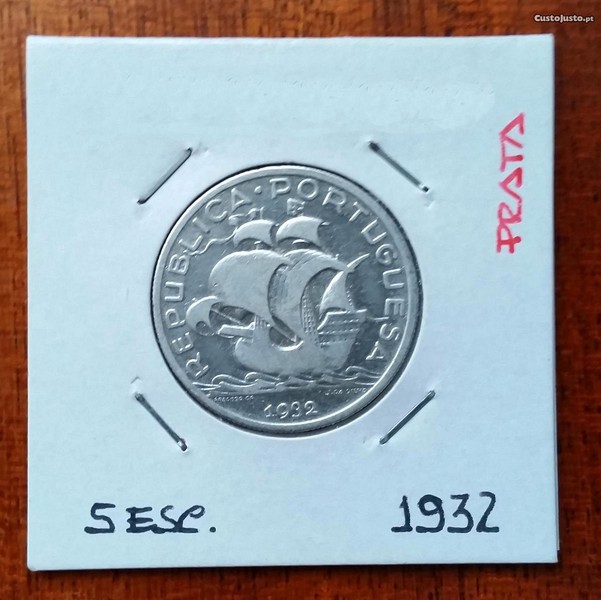 CustoJusto.pt
PRATA
REPUBLICA · PORTUGUESA
1932
5 ESC.
1932